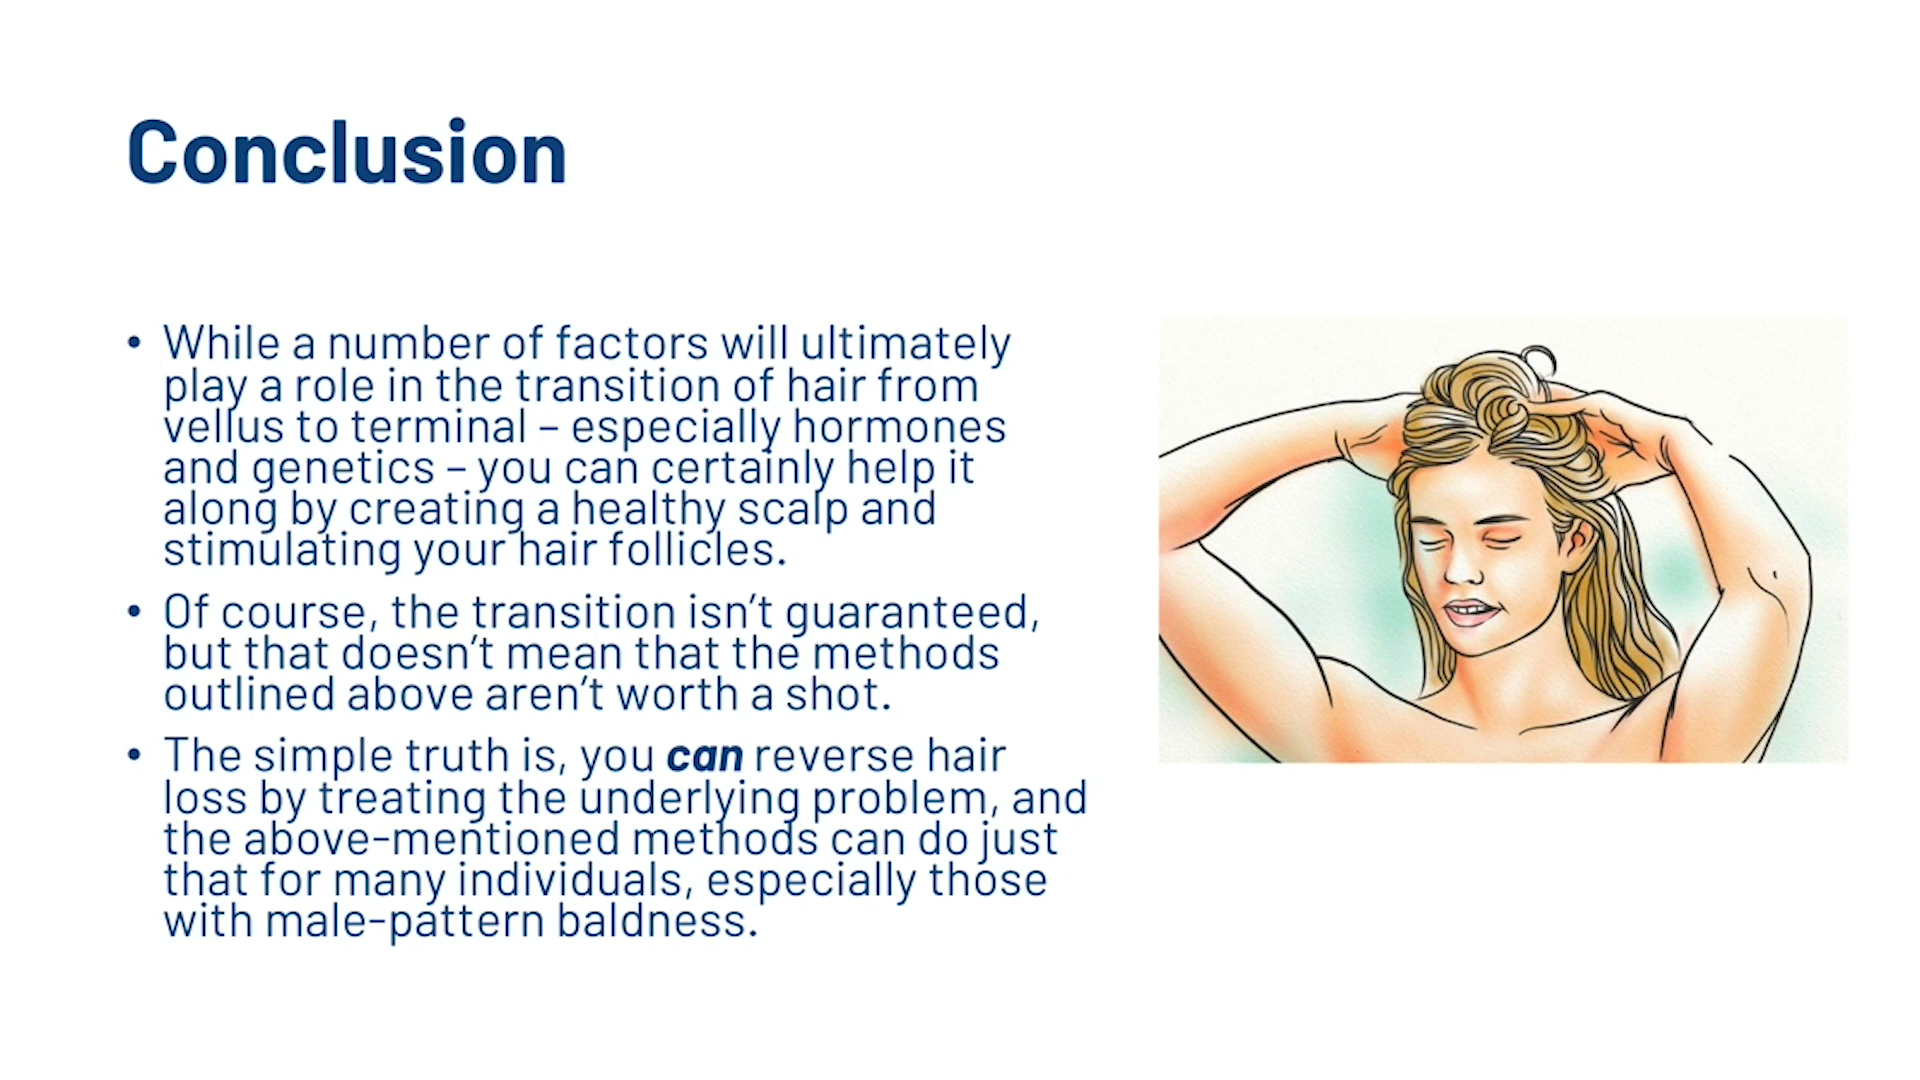 Conclusion
• While a number of factors will ultimately
play a role in the transition of hair from
vellus to terminal – especially hormones
and genetics – you can certainly help it
along by creating a healthy scalp and
stimulating your hair follicles.
• Of course, the transition isn’t guaranteed,
but that doesn’t mean that the methods
outlined above aren’t worth a shot.
• The simple truth is, you can reverse hair
loss by treating the underlying problem, and
the above-mentioned methods can do just
that for many individuals, especially those
with male-pattern baldness.